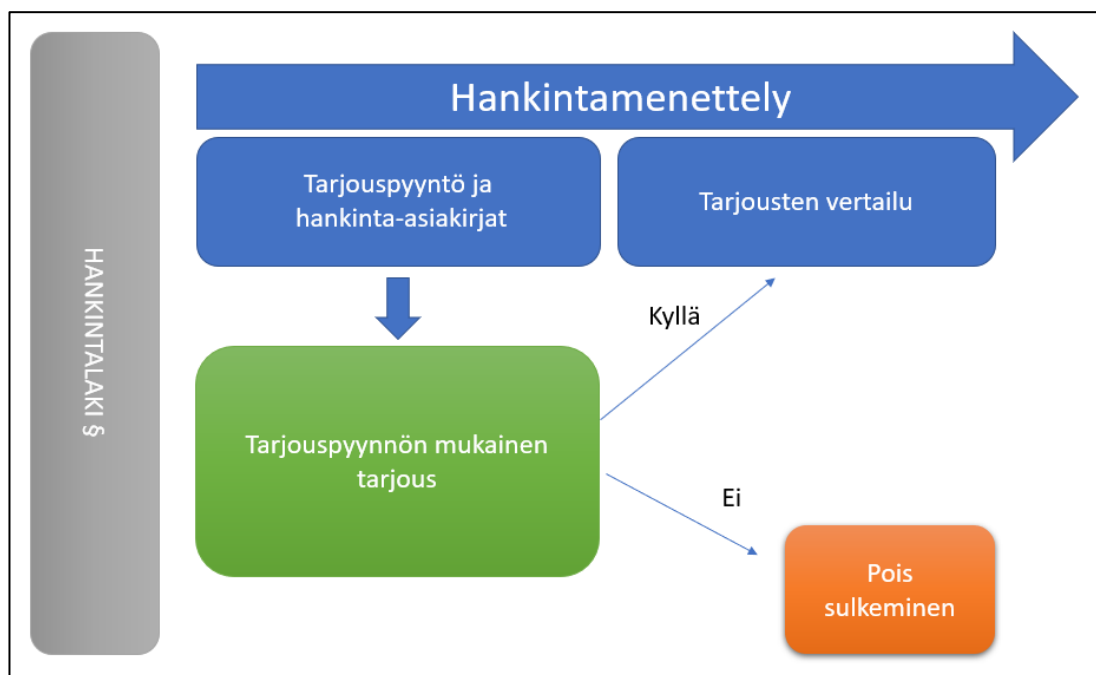 HANKINTALAKI §
Hankintamenettely
Tarjouspyyntö ja
hankinta-asiakirjat
Tarjousten vertailu
Kyllä
Tarjouspyynnön mukainen
tarjous
Ei
Pois
sulkeminen